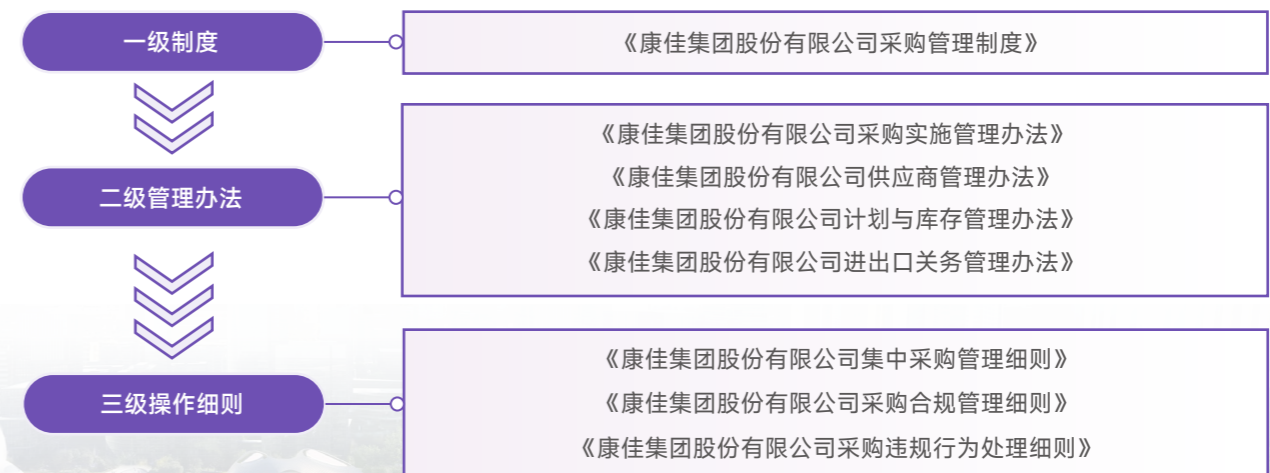 一级制度
《康佳集团股份有限公司采购管理制度》
二级管理办法
《康佳集团股份有限公司采购实施管理办法》
《康佳集团股份有限公司供应商管理办法》
《康佳集团股份有限公司计划与库存管理办法》
《康佳集团股份有限公司进出口关务管理办法》
三级操作细则
《康佳集团股份有限公司集中采购管理细则》
《康佳集团股份有限公司采购合规管理细则》
《康佳集团股份有限公司采购违规行为处理细则》